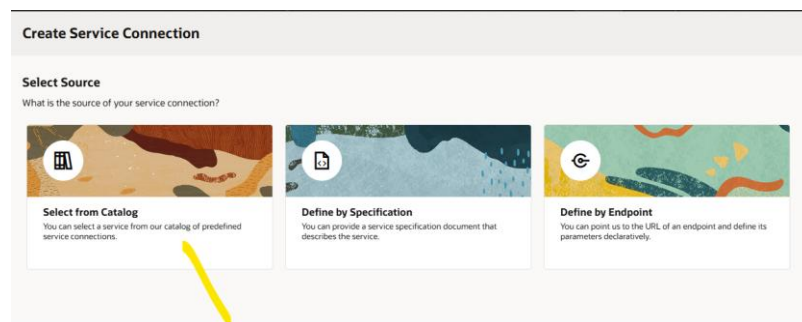 Create Service Connection
Select Source
What is the source of your service connection?
Select from Catalog
You can select a service from our catalog of predefined
service connections.
Define by Specification
You can provide a service specification document that
describes the service.
Define by Endpoint
You can point us to the URL of an endpoint and define its
parameters declaratively.